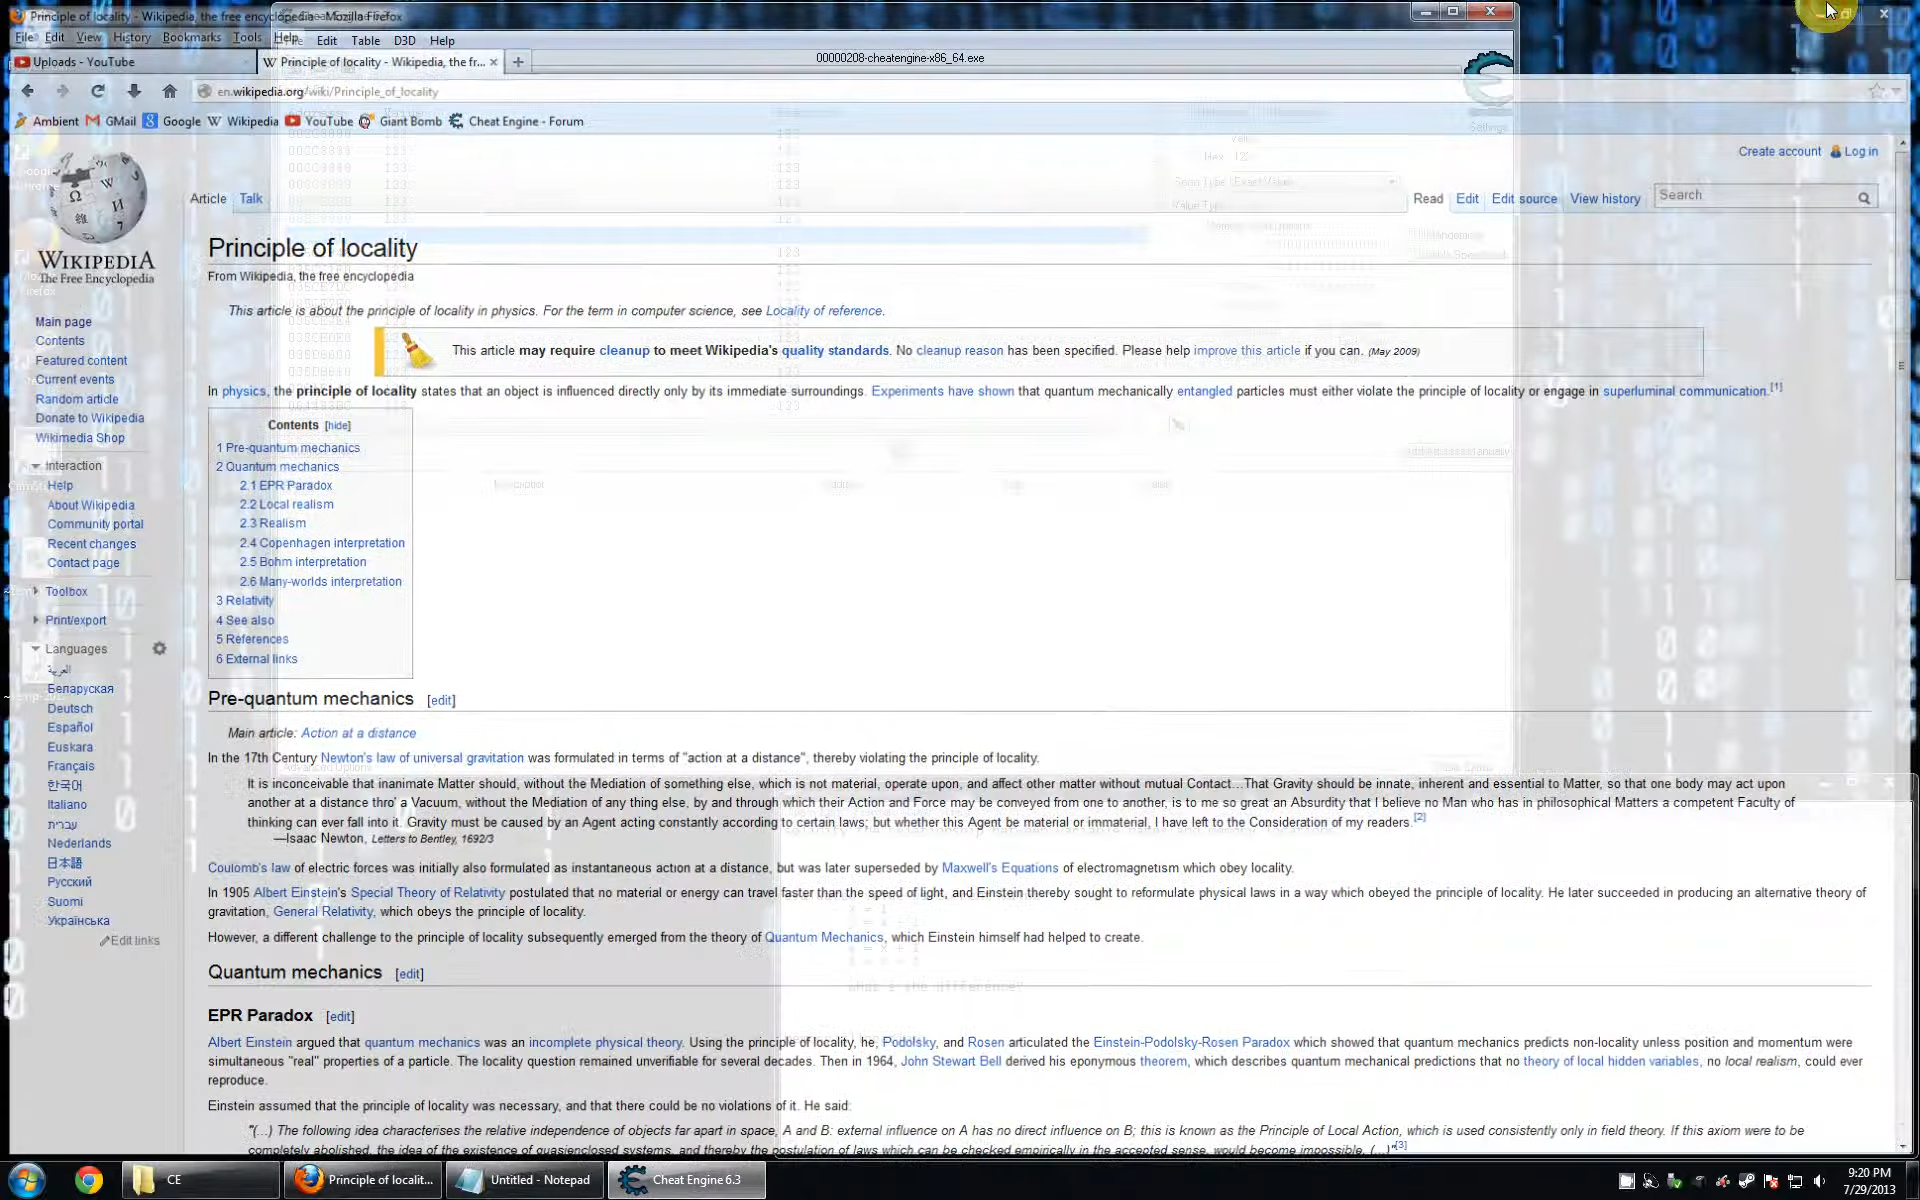 Principle of locality - Wikipedia, the free encyclopedia - Mozilla Firefox
File Edit View History Bookmarks Tools Help
Edit Table D3D Help
00000208-cheatengine-x86_64.exe
Uploads - YouTube
Principle of locality - Wikipedia, the fr...
en.wikipedia.org/wiki/Principle_of_locality
Ambient GMail Google Wikipedia YouTube Giant Bomb Cheat Engine - Forum
Settings
Create account Log in
Article Talk Read Edit Edit source View history Search
WIKIPEDIA
The Free Encyclopedia
Main page
Contents
Featured content
Current events
Random article
Donate to Wikipedia
Wikimedia Shop
Interaction
Help
About Wikipedia
Community portal
Recent changes
Contact page
Toolbox
Print/export
Languages
العربية
Беларуская
Deutsch
Español
Euskara
Français
한국어
Italiano
עברית
Nederlands
日本語
Русский
Suomi
Українська
Edit links
Principle of locality
From Wikipedia, the free encyclopedia
This article is about the principle of locality in physics. For the term in computer science, see Locality of reference.
This article may require cleanup to meet Wikipedia's quality standards. No cleanup reason has been specified. Please help improve this article if you can. (May 2009)
In physics, the principle of locality states that an object is influenced directly only by its immediate surroundings. Experiments have shown that quantum mechanically entangled particles must either violate the principle of locality or engage in superluminal communication.[1]
Contents [hide]
1 Pre-quantum mechanics
2 Quantum mechanics
2.1 EPR Paradox
2.2 Local realism
2.3 Realism
2.4 Copenhagen interpretation
2.5 Bohm interpretation
2.6 Many-worlds interpretation
3 Relativity
4 See also
5 References
6 External links
Pre-quantum mechanics [edit]
Main article: Action at a distance
In the 17th Century Newton's law of universal gravitation was formulated in terms of "action at a distance", thereby violating the principle of locality.
It is inconceivable that inanimate Matter should, without the Mediation of something else, which is not material, operate upon, and affect other matter without mutual Contact…That Gravity should be innate, inherent and essential to Matter, so that one body may act upon
another at a distance thro' a Vacuum, without the Mediation of any thing else, by and through which their Action and Force may be conveyed from one to another, is to me so great an Absurdity that I believe no Man who has in philosophical Matters a competent Faculty of
thinking can ever fall into it. Gravity must be caused by an Agent acting constantly according to certain laws; but whether this Agent be material or immaterial, I have left to the Consideration of my readers.[2]
—Isaac Newton, Letters to Bentley, 1692/3
Coulomb's law of electric forces was initially also formulated as instantaneous action at a distance, but was later superseded by Maxwell's Equations of electromagnetism which obey locality.
In 1905 Albert Einstein's Special Theory of Relativity postulated that no material or energy can travel faster than the speed of light, and Einstein thereby sought to reformulate physical laws in a way which obeyed the principle of locality. He later succeeded in producing an alternative theory of
gravitation, General Relativity, which obeys the principle of locality.
However, a different challenge to the principle of locality subsequently emerged from the theory of Quantum Mechanics, which Einstein himself had helped to create.
Quantum mechanics [edit]
EPR Paradox [edit]
Albert Einstein argued that quantum mechanics was an incomplete physical theory. Using the principle of locality, he, Podolsky, and Rosen articulated the Einstein-Podolsky-Rosen Paradox which showed that quantum mechanics predicts non-locality unless position and momentum were
simultaneous "real" properties of a particle. The locality question remained unverifiable for several decades. Then in 1964, John Stewart Bell derived his eponymous theorem, which describes quantum mechanical predictions that no theory of local hidden variables, no local realism, could ever
reproduce.
Einstein assumed that the principle of locality was necessary, and that there could be no violations of it. He said:
"(...) The following idea characterises the relative independence of objects far apart in space, A and B: external influence on A has no direct influence on B; this is known as the Principle of Local Action, which is used consistently only in field theory. If this axiom were to be
completely abolished, the idea of the existence of quasienclosed systems, and thereby the postulation of laws which can be checked empirically in the accepted sense, would become impossible. (...)"[3]
CE
Principle of localit...
Untitled - Notepad
Cheat Engine 6.3
9:20 PM
7/29/2013